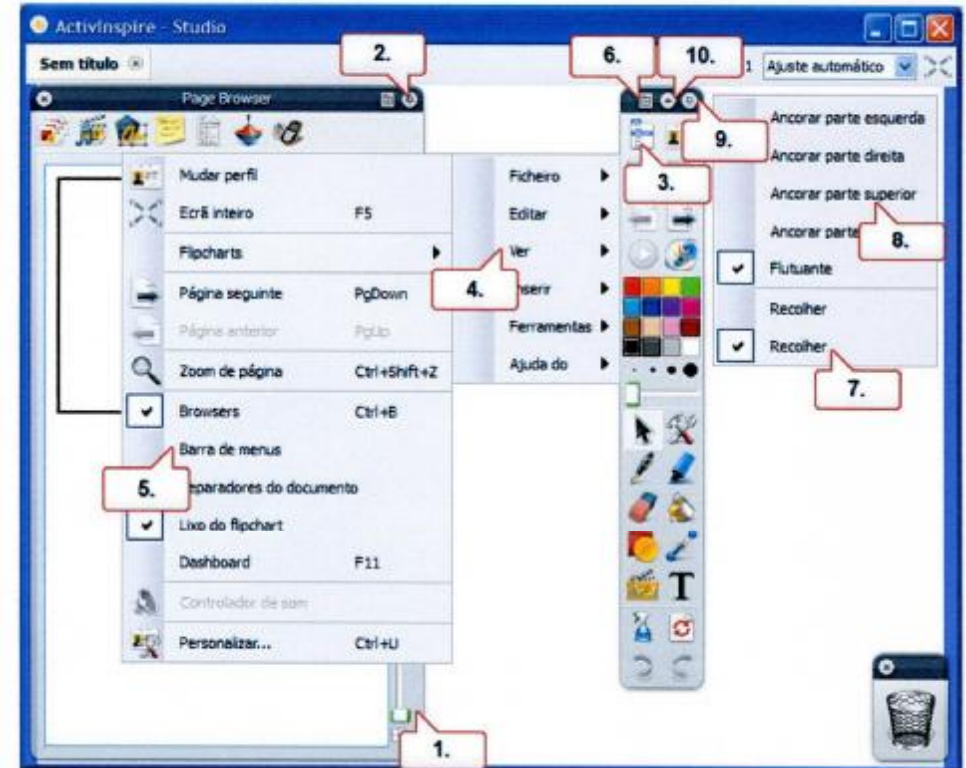 ActivInspire - Studio
Sem título
2.
6.
10.
1
Ajuste automático
Page Browser
9.
3.
Mudar perfil
Ecrã inteiro F5
Flipcharts
Página seguinte PgDown
Página anterior PgUp
Zoom de página Ctrl+Shift+Z
Browsers Ctrl+B
Barra de menus
5.
eparadores do documento
Lixo do flipchart
Dashboard F11
Controlador de som
Personalizar... Ctrl+U
Ficheiro
Editar
Ver
4.
nserir
Ferramentas
Ajuda do
T
Ancorar parte esquerda
Ancorar parte direita
Ancorar parte superior
Ancorar parte
8.
Flutuante
Recolher
Recolher
7.
1.